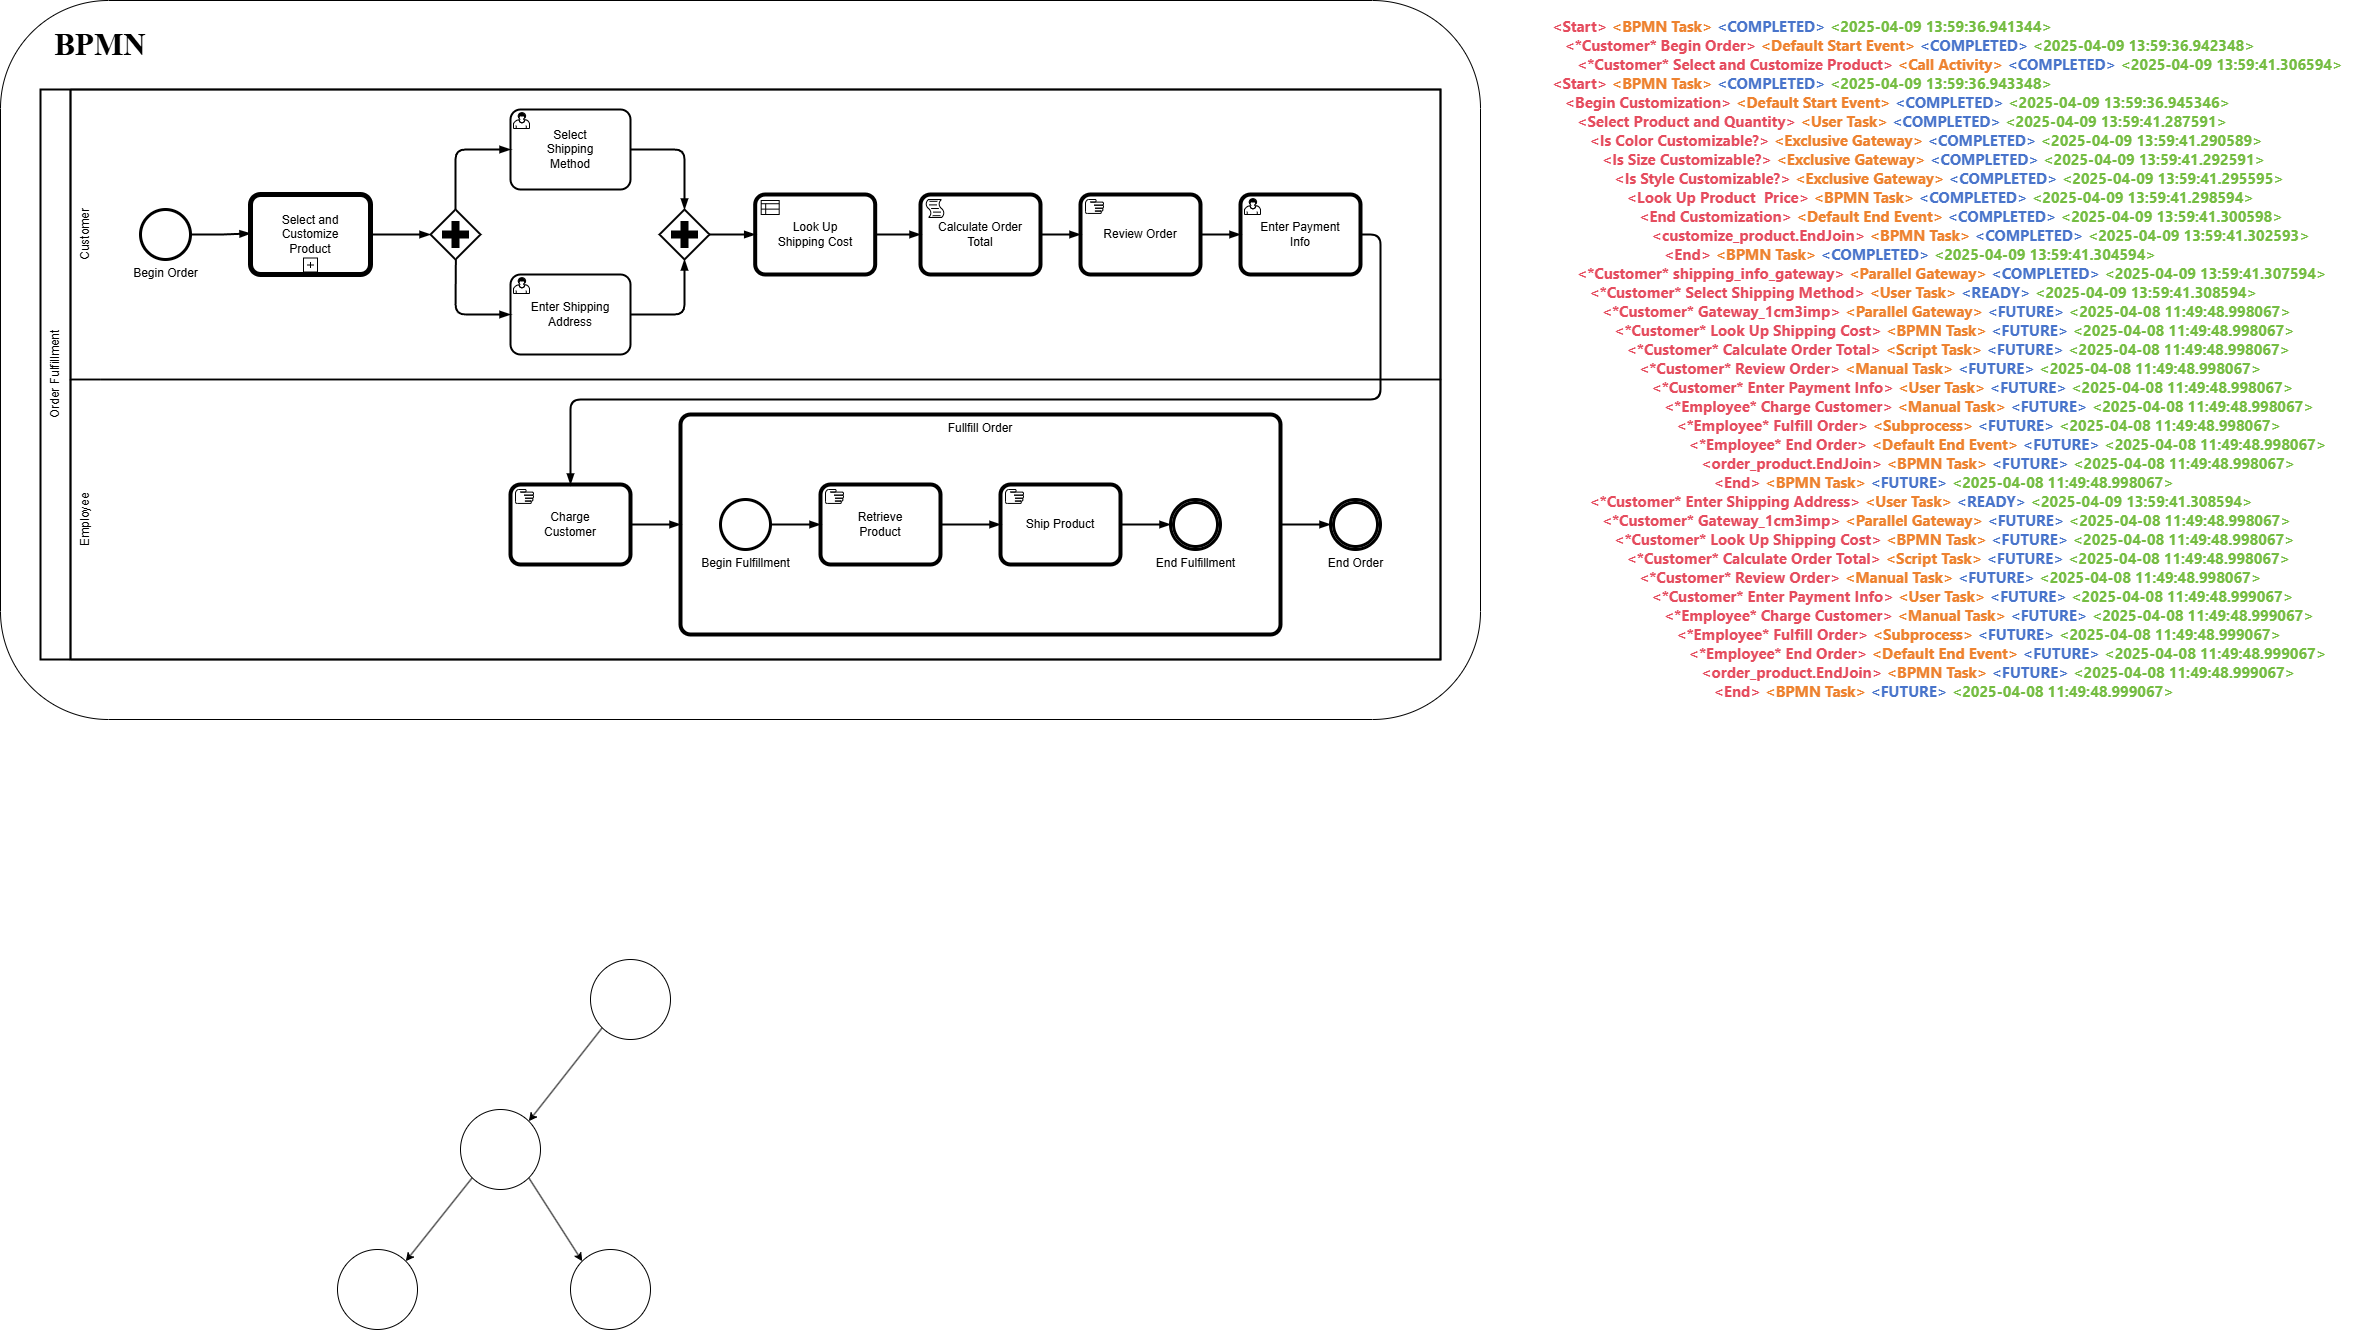 BPMN
Order Fulfillment
Customer
Begin Order
Select and
Customize
Product
Select
Shipping
Method
Enter Shipping
Address
Look Up
Shipping Cost
Calculate Order
Total
Review Order
Enter Payment
Info
Employee
Charge
Customer
Fullfill Order
Begin Fulfillment
Retrieve
Product
Ship Product
End Fulfillment
End Order
<Start> <BPMN Task> <COMPLETED> <2025-04-09 13:59:36.941344>
<*Customer* Begin Order> <Default Start Event> <COMPLETED> <2025-04-09 13:59:36.942348>
<*Customer* Select and Customize Product> <Call Activity> <COMPLETED> <2025-04-09 13:59:41.306594>
<Start> <BPMN Task> <COMPLETED> <2025-04-09 13:59:36.943348>
<Begin Customization> <Default Start Event> <COMPLETED> <2025-04-09 13:59:36.945346>
<Select Product and Quantity> <User Task> <COMPLETED> <2025-04-09 13:59:41.287591>
<Is Color Customizable?> <Exclusive Gateway> <COMPLETED> <2025-04-09 13:59:41.290589>
<Is Size Customizable?> <Exclusive Gateway> <COMPLETED> <2025-04-09 13:59:41.292591>
<Is Style Customizable?> <Exclusive Gateway> <COMPLETED> <2025-04-09 13:59:41.295595>
<Look Up Product  Price> <BPMN Task> <COMPLETED> <2025-04-09 13:59:41.298594>
<End Customization> <Default End Event> <COMPLETED> <2025-04-09 13:59:41.300598>
<customize_product.EndJoin> <BPMN Task> <COMPLETED> <2025-04-09 13:59:41.302593>
<End> <BPMN Task> <COMPLETED> <2025-04-09 13:59:41.304594>
<*Customer* shipping_info_gateway> <Parallel Gateway> <COMPLETED> <2025-04-09 13:59:41.307594>
<*Customer* Select Shipping Method> <User Task> <READY> <2025-04-09 13:59:41.308594>
<*Customer* Gateway_1cm3imp> <Parallel Gateway> <FUTURE> <2025-04-08 11:49:48.998067>
<*Customer* Look Up Shipping Cost> <BPMN Task> <FUTURE> <2025-04-08 11:49:48.998067>
<*Customer* Calculate Order Total> <Script Task> <FUTURE> <2025-04-08 11:49:48.998067>
<*Customer* Review Order> <Manual Task> <FUTURE> <2025-04-08 11:49:48.998067>
<*Customer* Enter Payment Info> <User Task> <FUTURE> <2025-04-08 11:49:48.998067>
<*Employee* Charge Customer> <Manual Task> <FUTURE> <2025-04-08 11:49:48.998067>
<*Employee* Fulfill Order> <Subprocess> <FUTURE> <2025-04-08 11:49:48.998067>
<*Employee* End Order> <Default End Event> <FUTURE> <2025-04-08 11:49:48.998067>
<order_product.EndJoin> <BPMN Task> <FUTURE> <2025-04-08 11:49:48.998067>
<End> <BPMN Task> <FUTURE> <2025-04-08 11:49:48.998067>
<*Customer* Enter Shipping Address> <User Task> <READY> <2025-04-09 13:59:41.308594>
<*Customer* Gateway_1cm3imp> <Parallel Gateway> <FUTURE> <2025-04-08 11:49:48.998067>
<*Customer* Look Up Shipping Cost> <BPMN Task> <FUTURE> <2025-04-08 11:49:48.998067>
<*Customer* Calculate Order Total> <Script Task> <FUTURE> <2025-04-08 11:49:48.998067>
<*Customer* Review Order> <Manual Task> <FUTURE> <2025-04-08 11:49:48.998067>
<*Customer* Enter Payment Info> <User Task> <FUTURE> <2025-04-08 11:49:48.999067>
<*Employee* Charge Customer> <Manual Task> <FUTURE> <2025-04-08 11:49:48.999067>
<*Employee* Fulfill Order> <Subprocess> <FUTURE> <2025-04-08 11:49:48.999067>
<*Employee* End Order> <Default End Event> <FUTURE> <2025-04-08 11:49:48.999067>
<order_product.EndJoin> <BPMN Task> <FUTURE> <2025-04-08 11:49:48.999067>
<End> <BPMN Task> <FUTURE> <2025-04-08 11:49:48.999067>